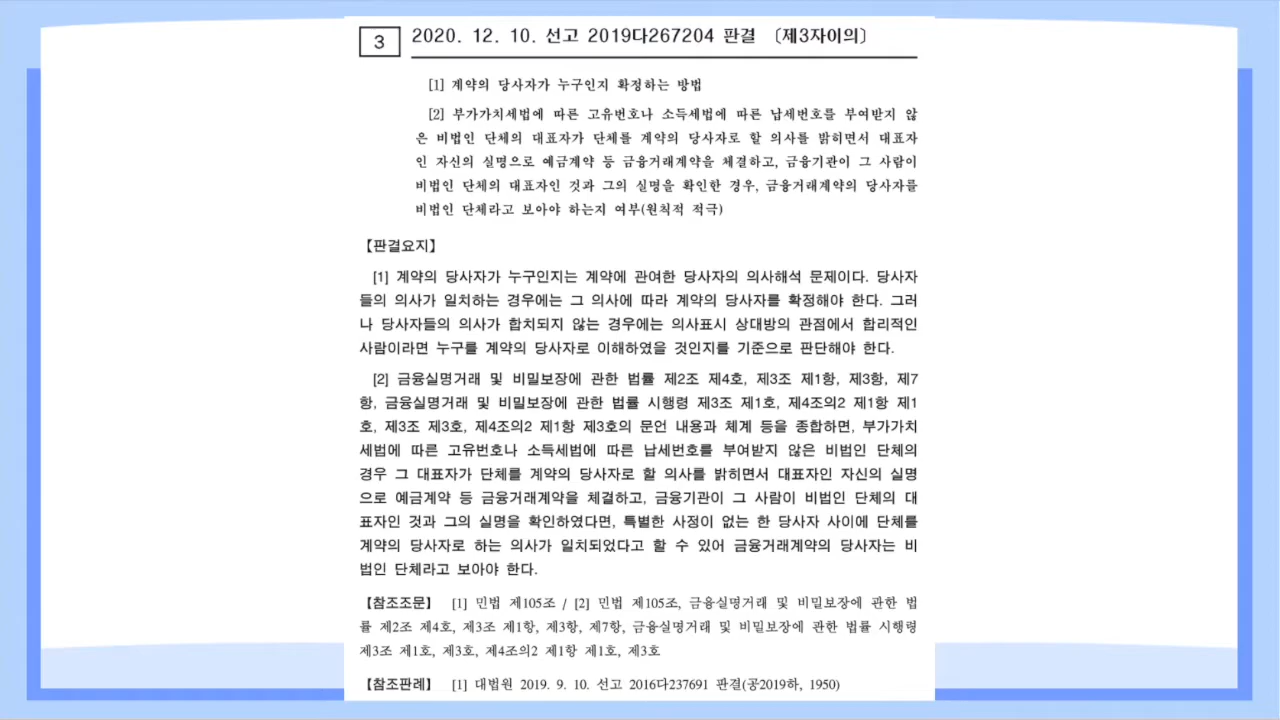 3
2020. 12. 10. 선고 2019다267204 판결 〔제3자이의〕
[1] 계약의 당사자가 누구인지 확정하는 방법
[2] 부가가치세법에 따른 고유번호나 소득세법에 따른 납세번호를 부여받지 않
은 비법인 단체의 대표자가 단체를 계약의 당사자로 할 의사를 밝히면서 대표자
인 자신의 실명으로 예금계약 등 금융거래계약을 체결하고, 금융기관이 그 사람이
비법인 단체의 대표자인 것과 그의 실명을 확인한 경우, 금융거래계약의 당사자를
비법인 단체라고 보아야 하는지 여부(원칙적 적극)
【판결요지】
[1] 계약의 당사자가 누구인지는 계약에 관여한 당사자의 의사해석 문제이다. 당사자
들의 의사가 일치하는 경우에는 그 의사에 따라 계약의 당사자를 확정해야 한다. 그러
나 당사자들의 의사가 합치되지 않는 경우에는 의사표시 상대방의 관점에서 합리적인
사람이라면 누구를 계약의 당사자로 이해하였을 것인지를 기준으로 판단해야 한다.
[2] 금융실명거래 및 비밀보장에 관한 법률 제2조 제4호, 제3조 제1항, 제3항, 제7
항, 금융실명거래 및 비밀보장에 관한 법률 시행령 제3조 제1호, 제4조의2 제1항 제1
호, 제3조 제3호, 제4조의2 제1항 제3호의 문언 내용과 체계 등을 종합하면, 부가가치
세법에 따른 고유번호나 소득세법에 따른 납세번호를 부여받지 않은 비법인 단체의
경우 그 대표자가 단체를 계약의 당사자로 할 의사를 밝히면서 대표자인 자신의 실명
으로 예금계약 등 금융거래계약을 체결하고, 금융기관이 그 사람이 비법인 단체의 대
표자인 것과 그의 실명을 확인하였다면, 특별한 사정이 없는 한 당사자 사이에 단체를
계약의 당사자로 하는 의사가 일치되었다고 할 수 있어 금융거래계약의 당사자는 비
법인 단체라고 보아야 한다.
【참조조문】 [1] 민법 제105조 / [2] 민법 제105조, 금융실명거래 및 비밀보장에 관한 법
률 제2조 제4호, 제3조 제1항, 제3항, 제7항, 금융실명거래 및 비밀보장에 관한 법률 시행령
제3조 제1호, 제3호, 제4조의2 제1항 제1호, 제3호
【참조판례】 [1] 대법원 2019. 9. 10. 선고 2016다237691 판결(공2019하, 1950)